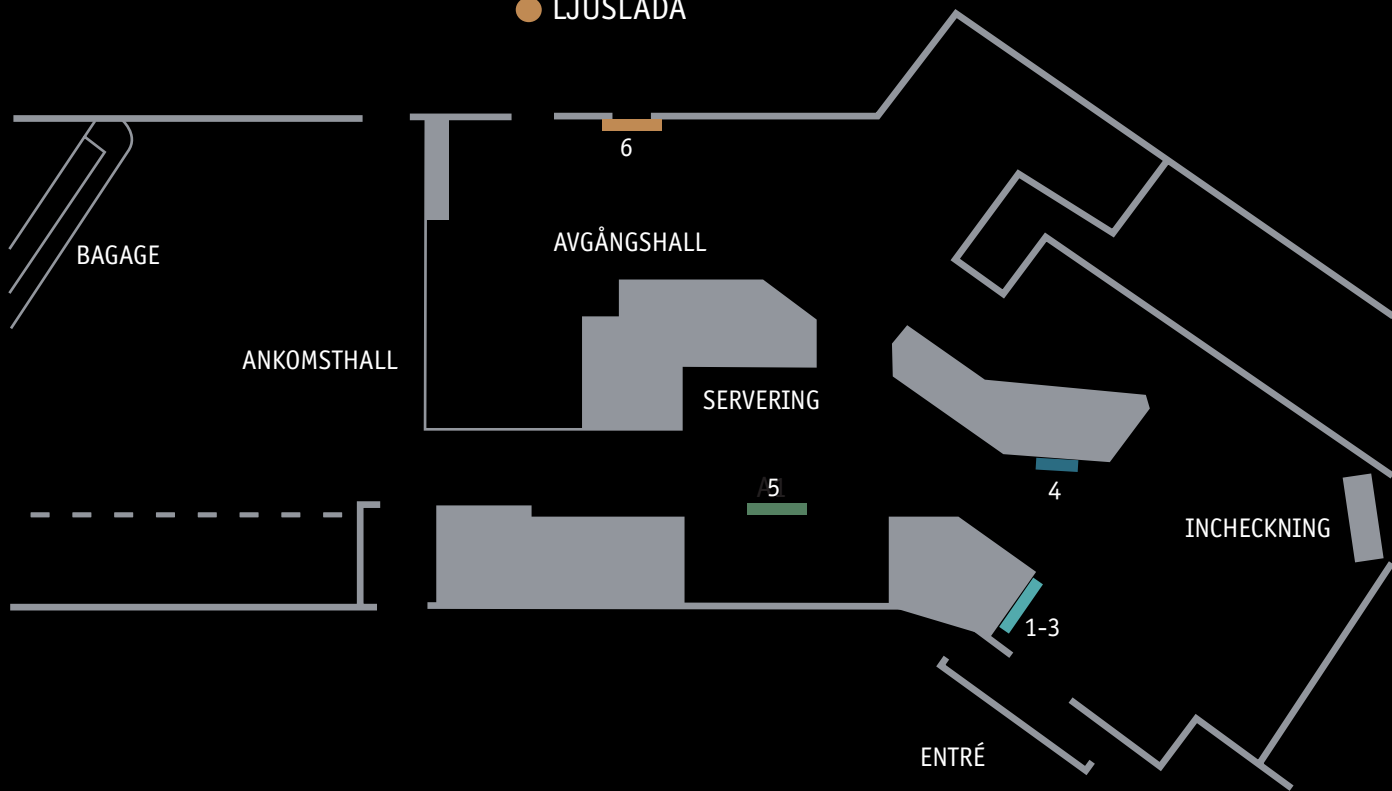 LJUSLÅDA
6
AVGÅNGSHALL
BAGAGE
ANKOMSTHALL
SERVERING
5
4
INCHECKNING
1-3
ENTRÉ